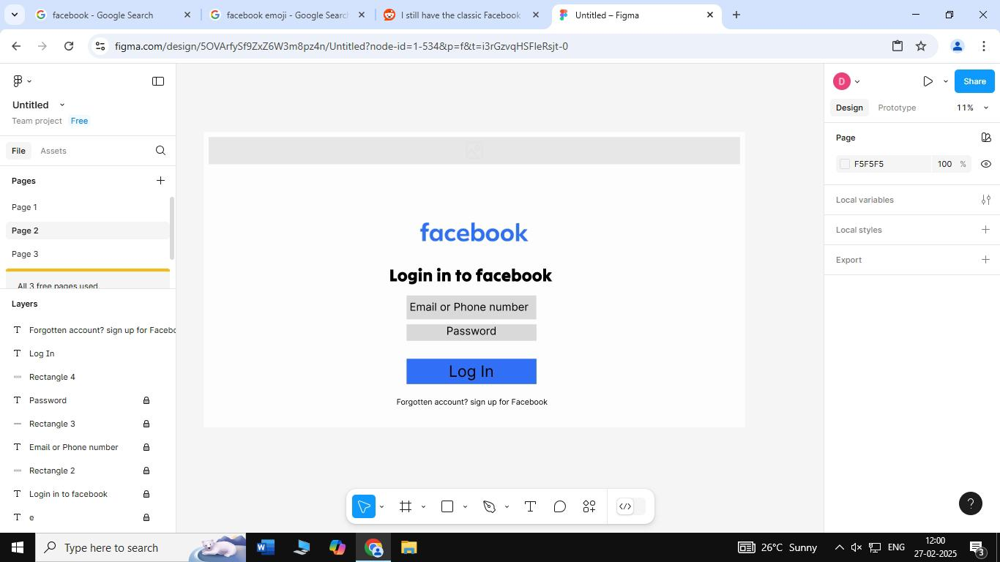 facebook - Google Search
facebook emoji - Google Search
I still have the classic Facebook
Untitled – Figma
figma.com/design/5OVArfySf9ZxZ6W3m8pz4n/Untitled?node-id=1-534&p=f&t=i3rGzvqHSFleRsjt-0
Untitled
Team project Free
File Assets
Pages
Page 1
Page 2
Page 3
All 3 free pages used.
Layers
Forgotten account? sign up for Facebo
Log In
Rectangle 4
Password
Rectangle 3
Email or Phone number
Rectangle 2
Login in to facebook
e
facebook
Login in to facebook
Email or Phone number
Password
Log In
Forgotten account? sign up for Facebook
D
Share
Design Prototype 11%
Page
F5F5F5 100 %
Local variables
Local styles
Export
?
Type here to search
26°C Sunny
ENG
12:00
27-02-2025
3